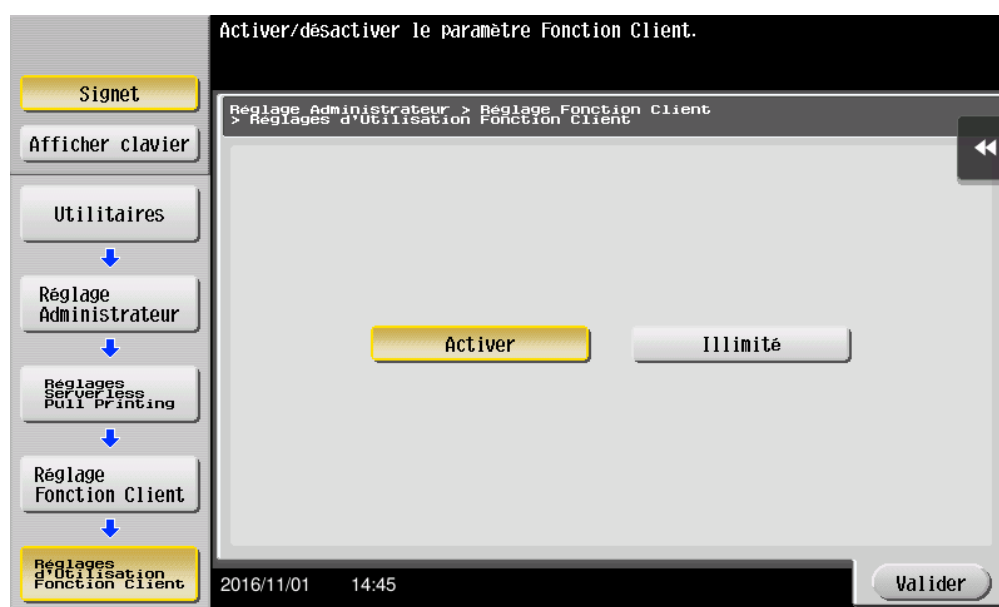 Activer/désactiver le paramètre Fonction Client.
Signet
Afficher clavier
Réglage Administrateur > Réglage Fonction Client
> Réglages d'Utilisation Fonction Client
Utilitaires
Réglage
Administrateur
Réglages
Serverless
Pull Printing
Réglage
Fonction Client
Réglages
d'Utilisation
Fonction Client
Activer
Illimité
2016/11/01 14:45
Valider